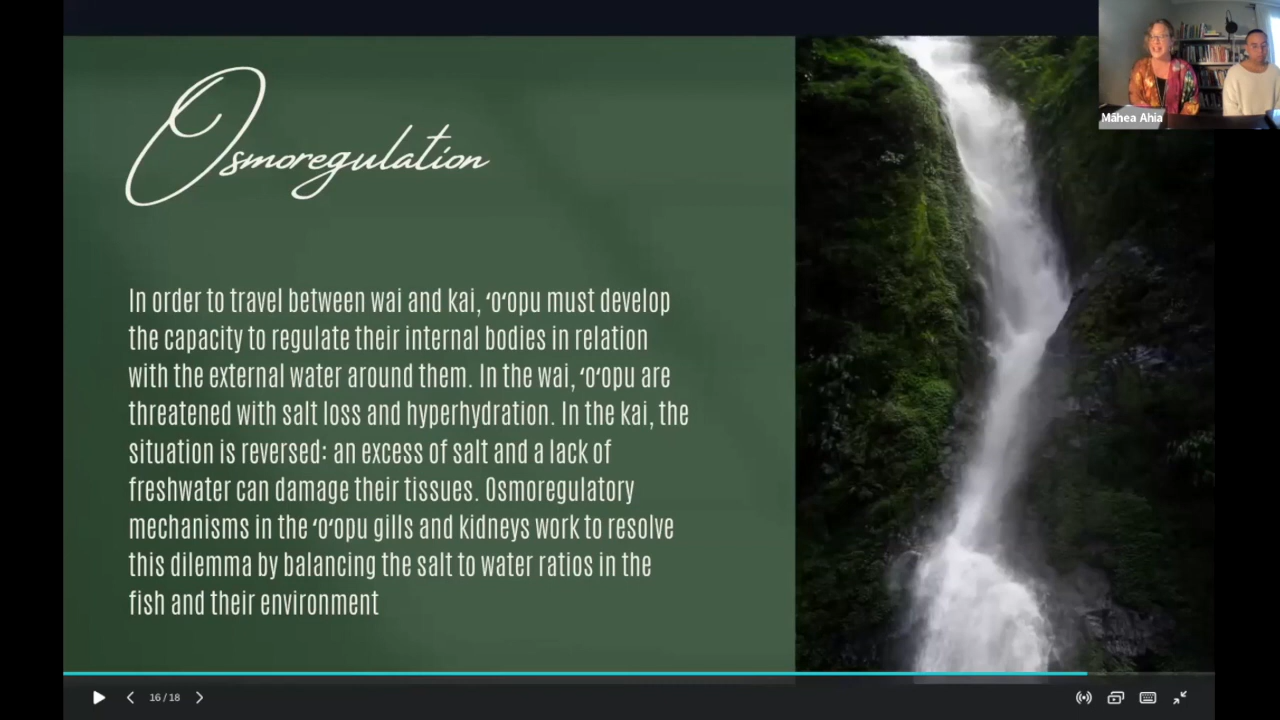 Osmoregulation
In order to travel between wai and kai, ʻoʻopu must develop
the capacity to regulate their internal bodies in relation
with the external water around them. In the wai, ʻoʻopu are
threatened with salt loss and hyperhydration. In the kai, the
situation is reversed: an excess of salt and a lack of
freshwater can damage their tissues. Osmoregulatory
mechanisms in the ʻoʻopu gills and kidneys work to resolve
this dilemma by balancing the salt to water ratios in the
fish and their environment
Māhea Ahia
16 / 18